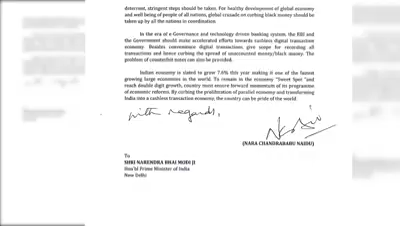 deterrent, stringent steps should be taken. For healthy development of global economy
and well being of people of all nations, global crusade on curbing black money should be
taken up by all the nations in coordination.
In the era of e-Governance and technology driven banking system, the RBI and
the Government should make accelerated efforts towards cashless digital transaction
economy. Besides convenience digital transactions, give scope for recording all
transactions and hence curbing the spread of unaccounted money/black money. The
problem of counterfeit notes can also be prevented.
Indian economy is slated to grow 7.6% this year making it one of the fastest
growing large economies in the world. To remain in the economy "Sweet Spot" and
reach double digit growth, country must ensure forward momentum of its programme
of economic reforms. By curbing the proliferation of parallel economy and transforming
India into a cashless transaction economy, the country can be pride of the world.
with regards,
(NARA CHANDRABABU NAIDU)
To
SHRI NARENDRA BHAI MODI JI
Hon'bl Prime Minister of India
New Delhi